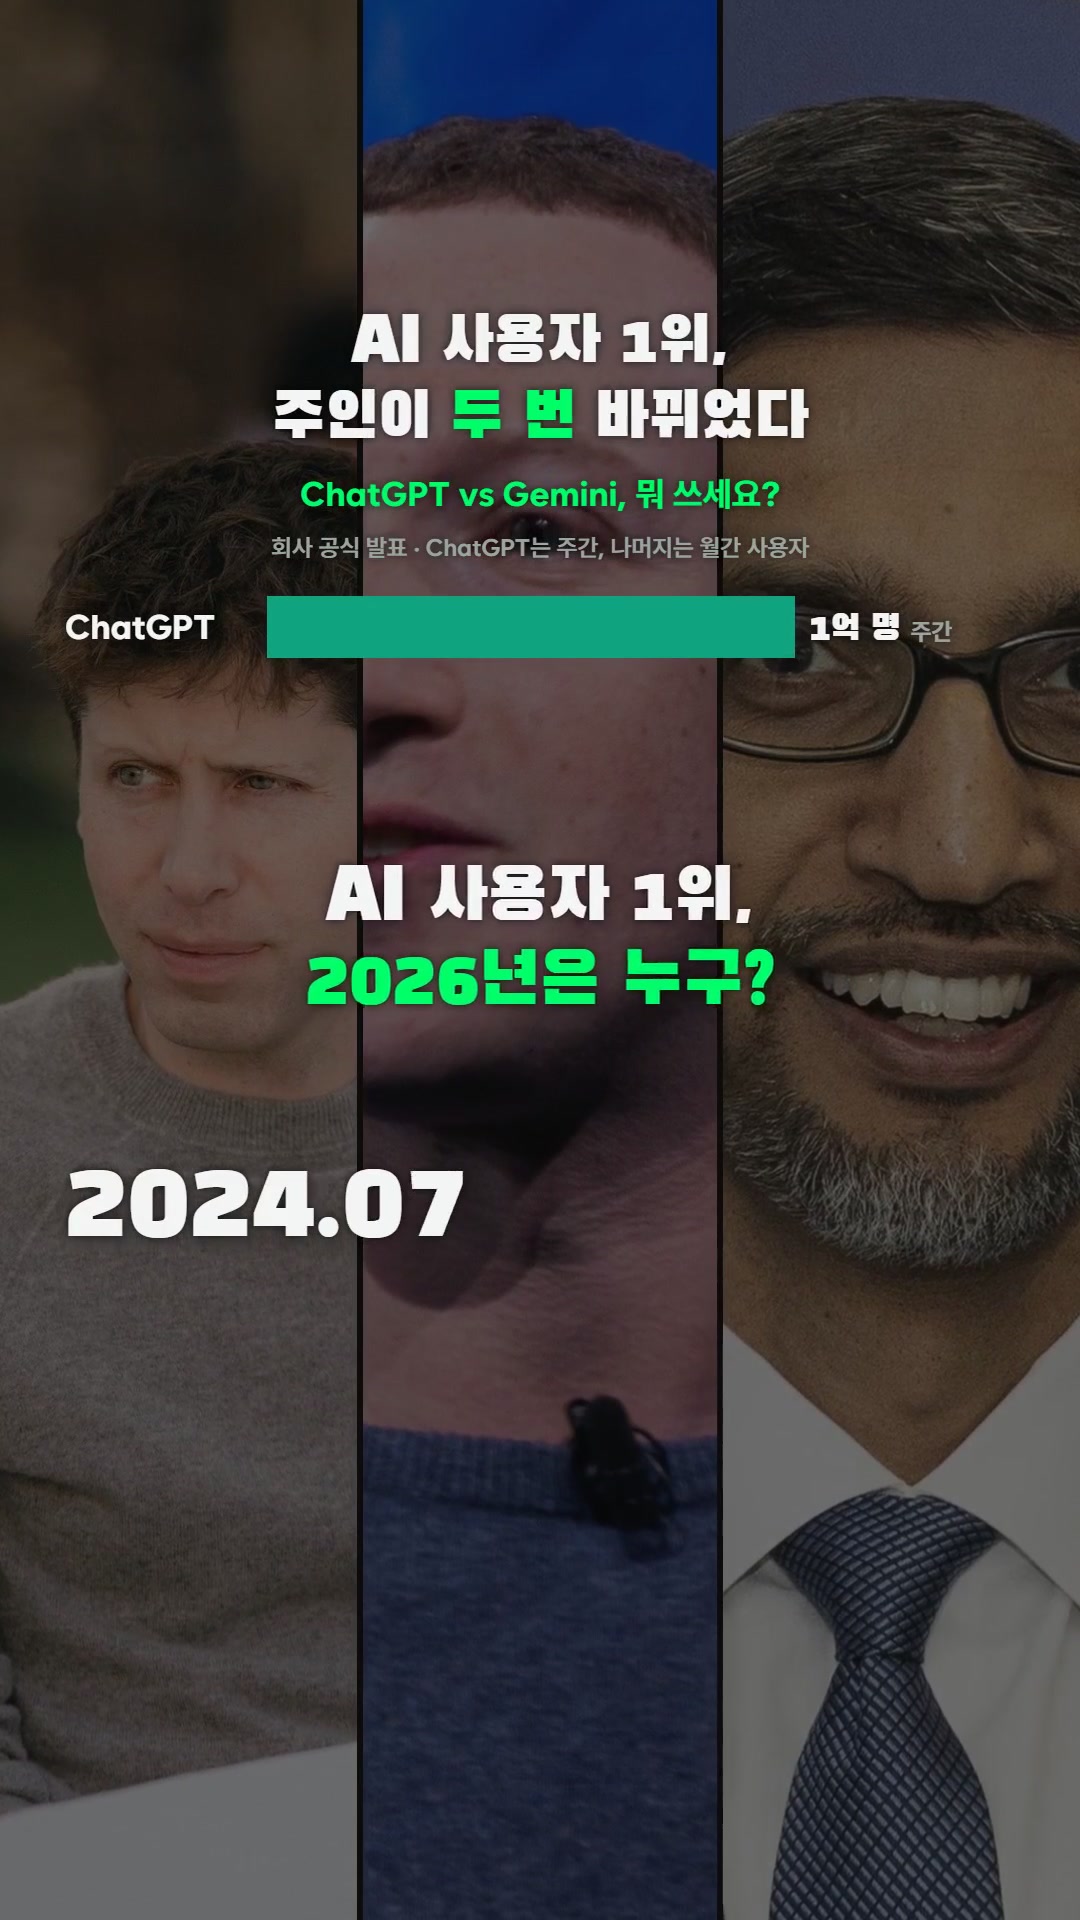 AI 사용자 1위,
주인이 두 번 바뀌었다
ChatGPT vs Gemini, 뭐 쓰세요?
회사 공식 발표 · ChatGPT는 주간, 나머지는 월간 사용자
ChatGPT 1억 명 주간
AI 사용자 1위,
2026년은 누구?
2024.07